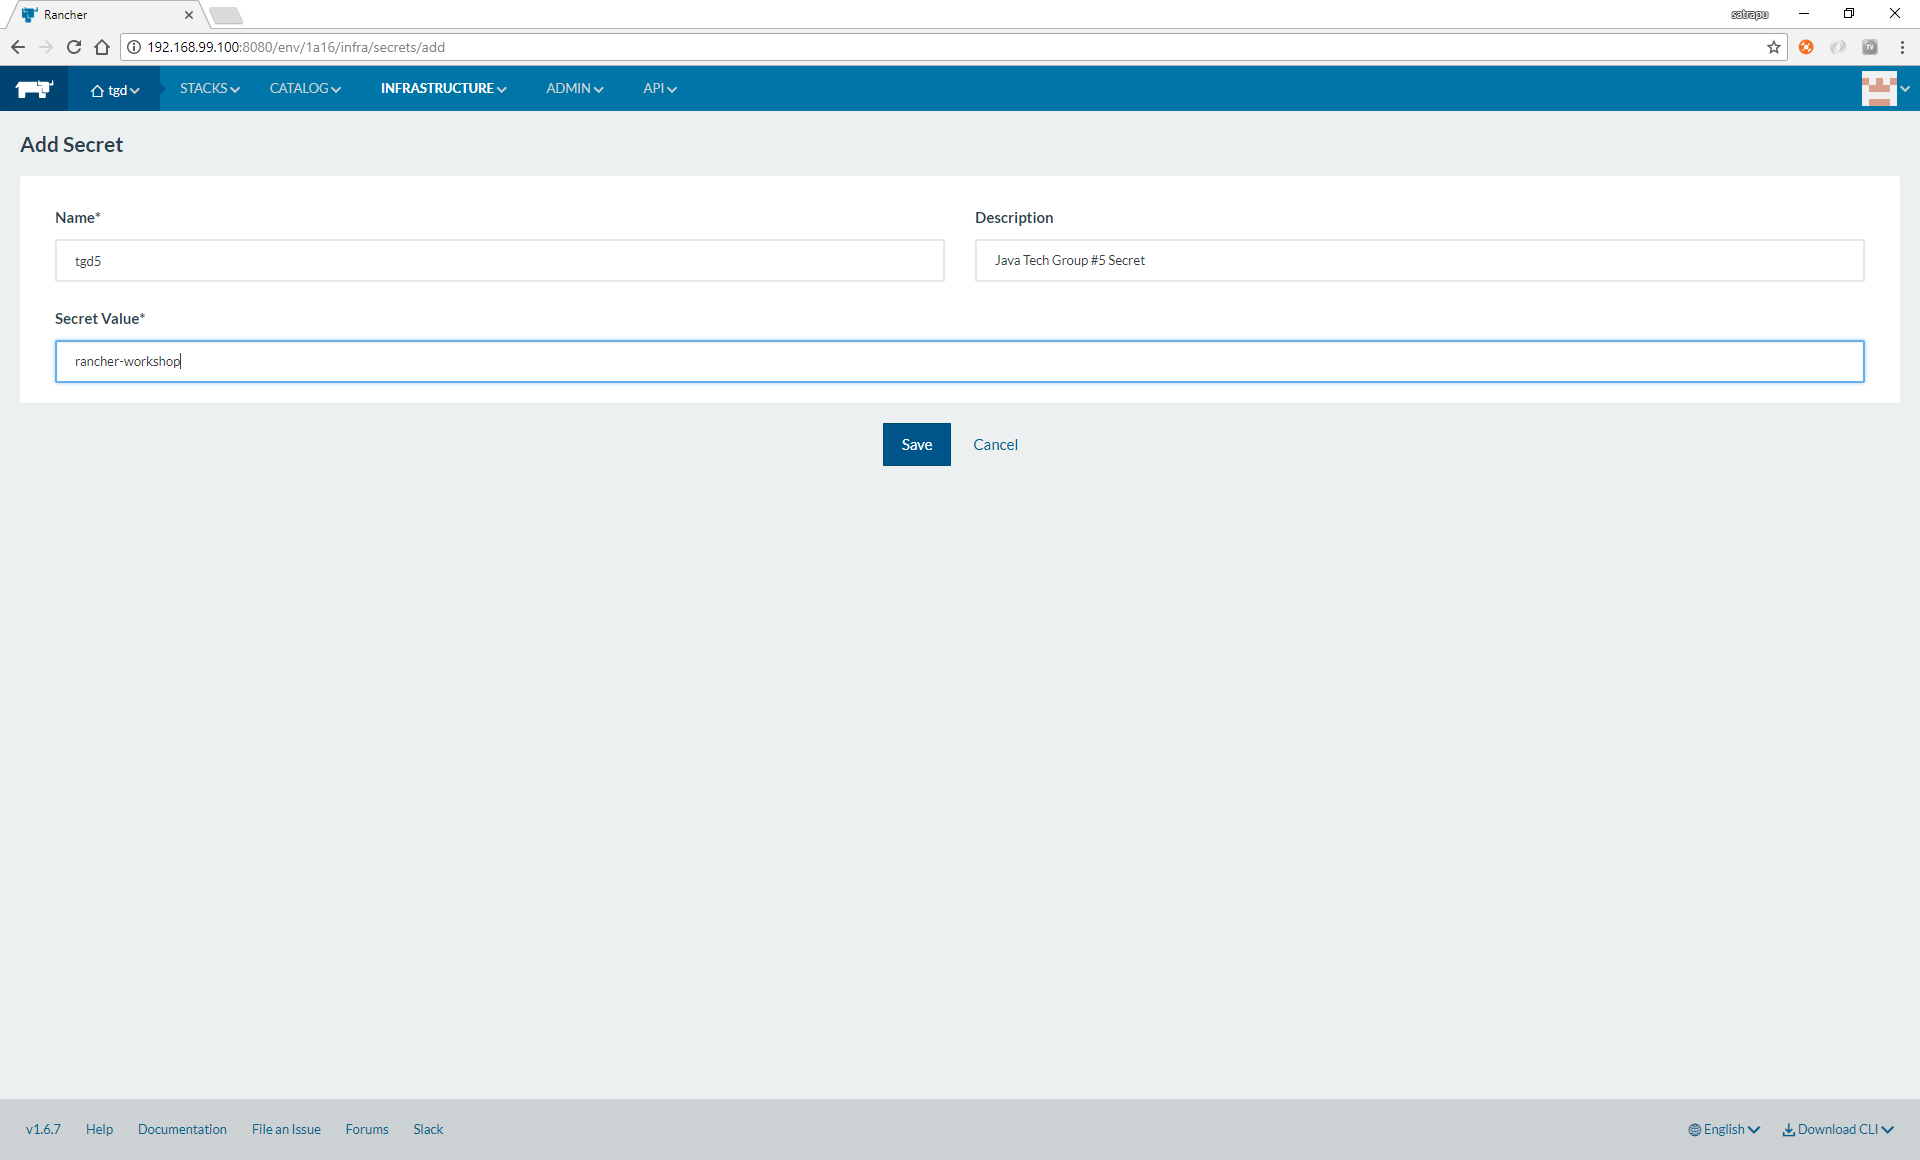 Rancher
satrapu
192.168.99.100:8080/env/1a16/infra/secrets/add
tgd STACKS CATALOG INFRASTRUCTURE ADMIN API
Add Secret
Name* Description
tgd5 Java Tech Group #5 Secret
Secret Value*
rancher-workshop
Save Cancel
v1.6.7 Help Documentation File an Issue Forums Slack English Download CLI